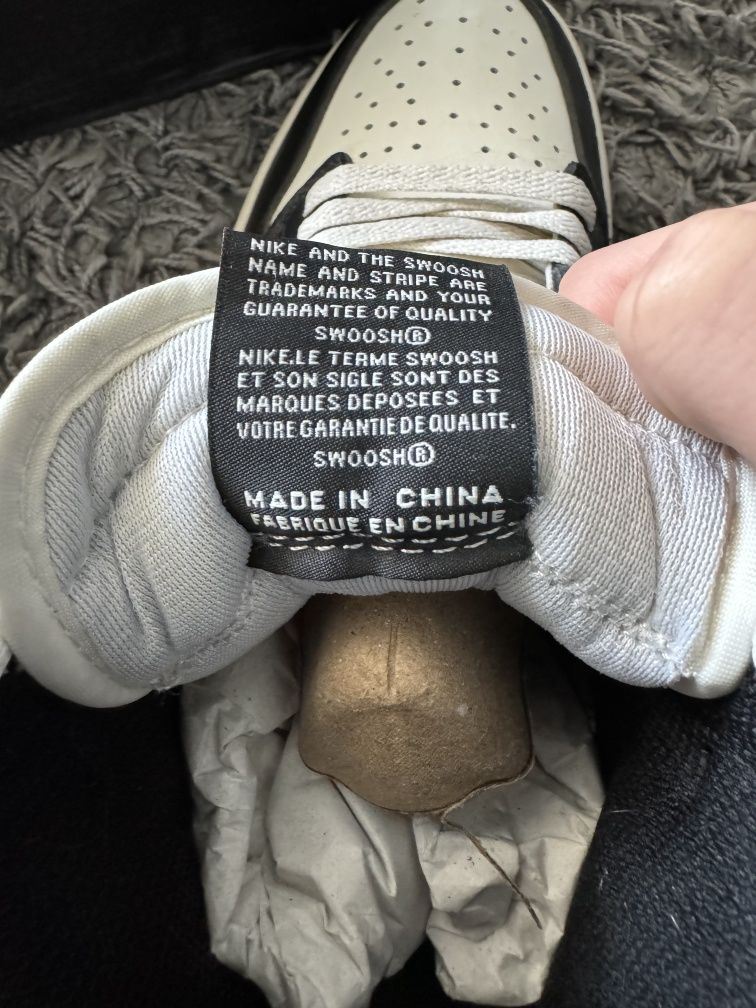 NIKE AND THE SWOOSH
NAME AND STRIPE ARE
TRADEMARKS AND YOUR
GUARANTEE OF QUALITY
SWOOSH®
NIKE.LE TERME SWOOSH
ET SON SIGLE SONT DES
MARQUES DEPOSEES ET
VOTRE GARANTIE DE QUALITE.
SWOOSH®
MADE IN CHINA
FABRIQUE EN CHINE